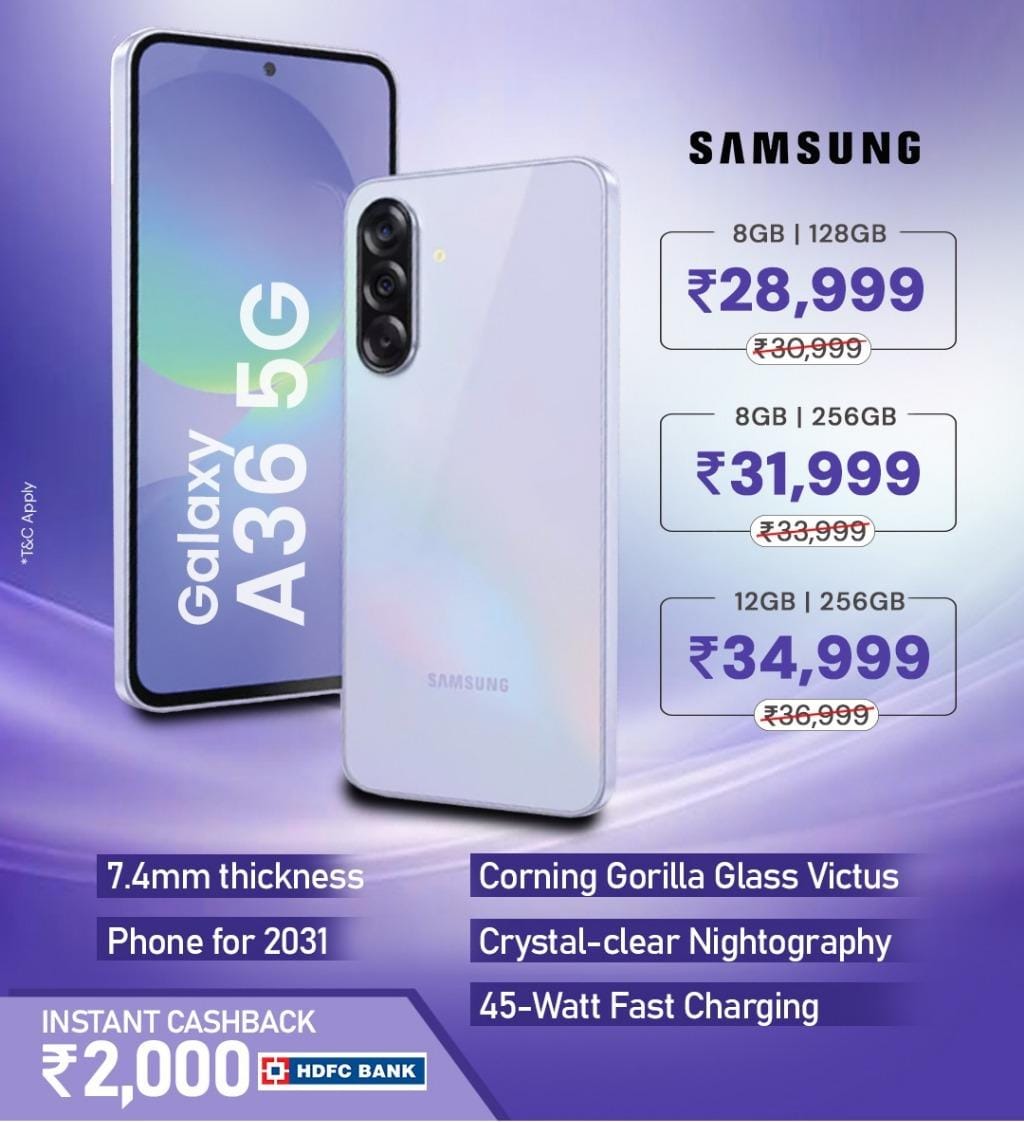 SAMSUNG
8GB | 128GB
₹28,999
₹30,999
8GB | 256GB
₹31,999
₹33,999
12GB | 256GB
₹34,999
₹36,999
Galaxy
A36 5G
SAMSUNG
*T&C Apply
7.4mm thickness
Phone for 2031
Corning Gorilla Glass Victus
Crystal-clear Nightography
45-Watt Fast Charging
INSTANT CASHBACK
₹2,000 HDFC BANK